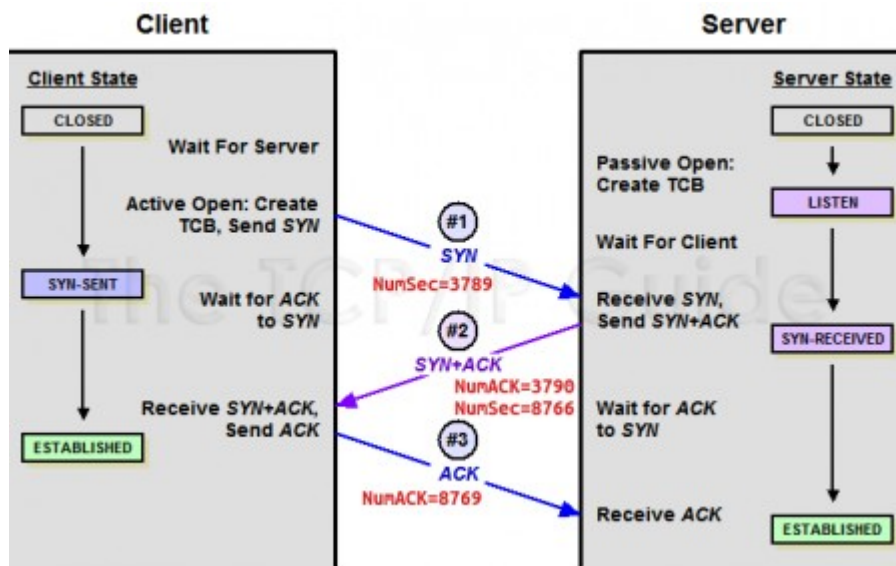 Client
Server
Client State
CLOSED
Wait For Server
Active Open: Create
TCB, Send SYN
SYN-SENT
Wait for ACK
to SYN
Receive SYN+ACK,
Send ACK
ESTABLISHED
#1
SYN
NumSec=3789
#2
SYN+ACK
NumACK=3790
NumSec=8766
#3
ACK
NumACK=8769
Server State
CLOSED
Passive Open:
Create TCB
LISTEN
Wait For Client
Receive SYN,
Send SYN+ACK
SYN-RECEIVED
Wait for ACK
to SYN
Receive ACK
ESTABLISHED
The TCP/IP Guide